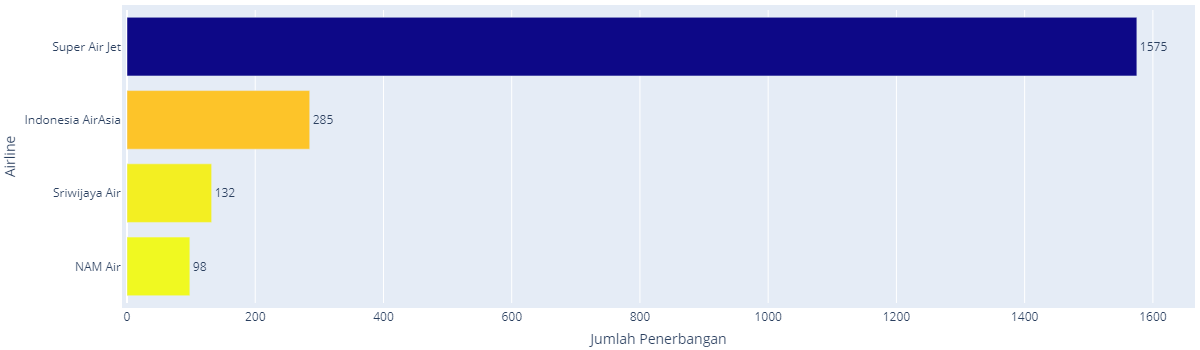 Airline
Super Air Jet
1575
Indonesia AirAsia
285
Sriwijaya Air
132
NAM Air
98
0 200 400 600 800 1000 1200 1400 1600
Jumlah Penerbangan